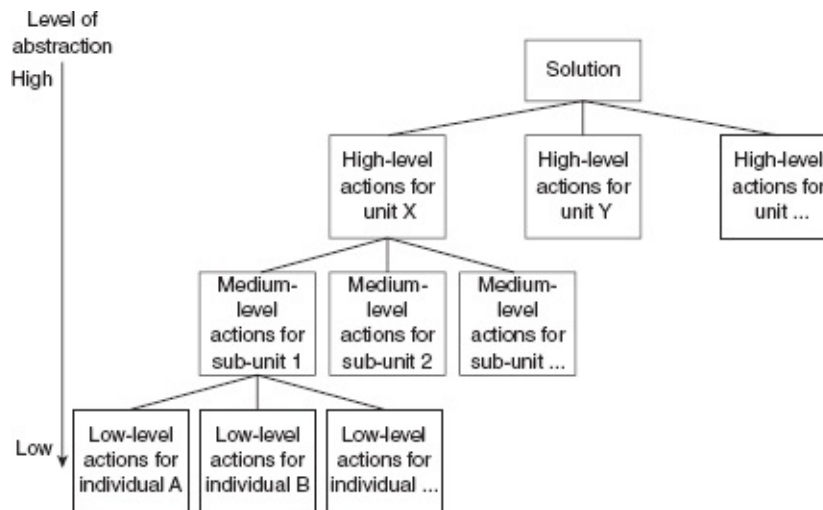 Level of
abstraction
High
Solution
High-level
actions for
unit X
High-level
actions for
unit Y
High-level
actions for
unit ...
Medium-
level
actions for
sub-unit 1
Medium-
level
actions for
sub-unit 2
Medium-
level
actions for
sub-unit ...
Low
Low-level
actions for
individual A
Low-level
actions for
individual B
Low-level
actions for
individual ...